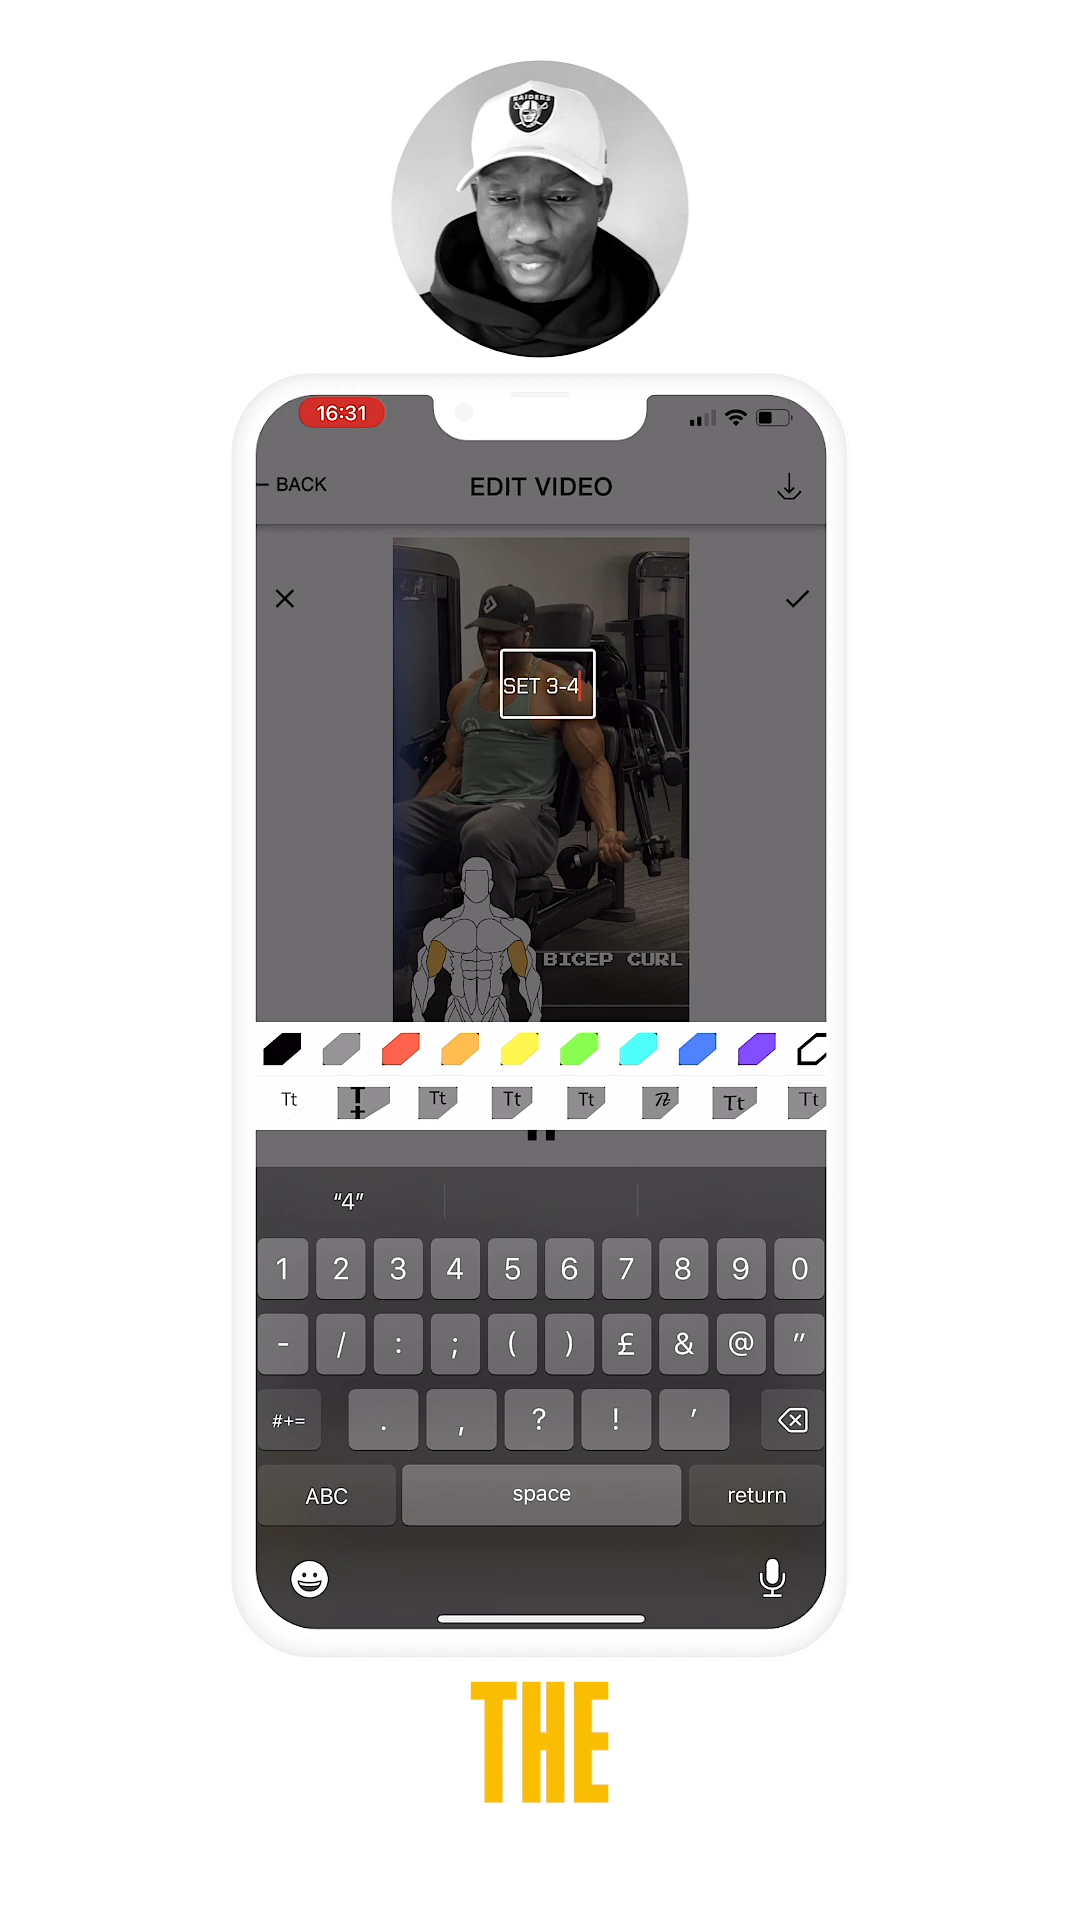 RAIDERS
16:31
BACK
EDIT VIDEO
SET 3-4
BICEP CURL
Tt
T
Tt
Tt
Tt
Tt
Tt
Tt
“4”
1 2 3 4 5 6 7 8 9 0
- / : ; ( ) £ & @ "
#+= . , ? ! '
ABC space return
THE